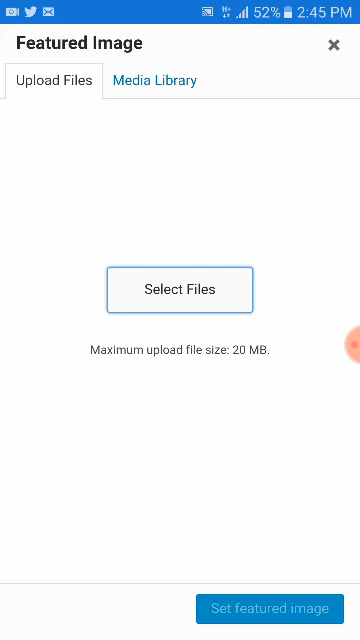 52% 2:45 PM
Featured Image
Upload Files Media Library
Select Files
Maximum upload file size: 20 MB.
Set featured image